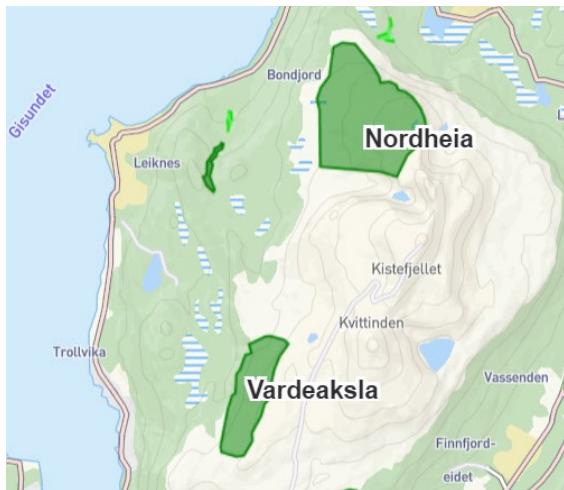 Gisundet
Bondjord
Nordheia
Leiknes
Kistefjellet
Kvittinden
Trollvika
Vardeaksla
Vassenden
Finnfjord-
eidet